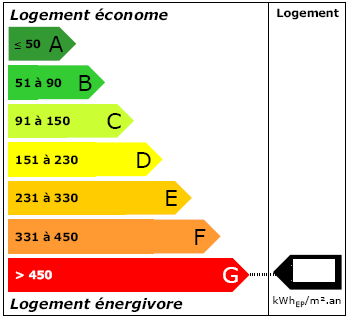 Logement économe
Logement
≤ 50 A
51 à 90 B
91 à 150 C
151 à 230 D
231 à 330 E
331 à 450 F
> 450 G
kWhEP/m².an
Logement énergivore